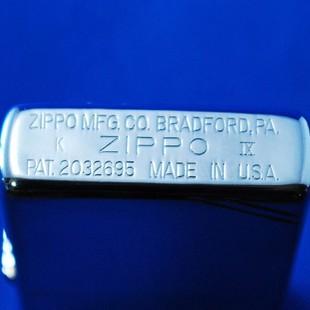 ZIPPO MFG. CO. BRADFORD, PA.
K ZIPPO IX
PAT. 2032695 MADE IN U.S.A.